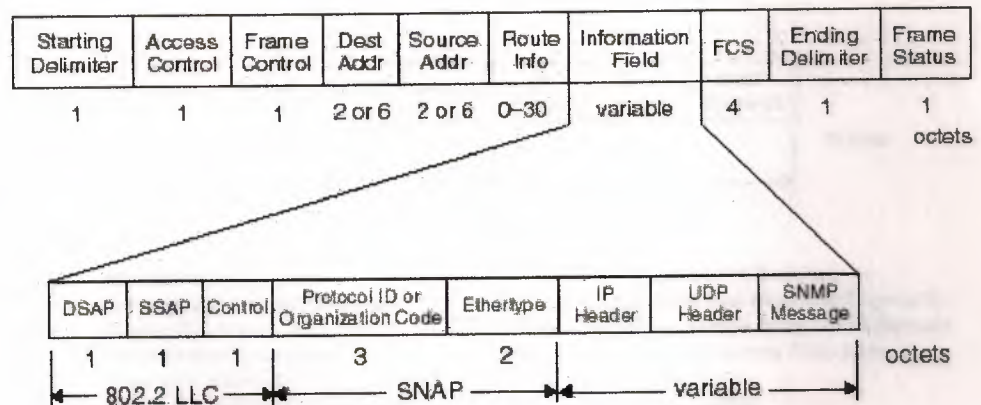 Starting Access Frame Dest Source Route Information FCS Ending Frame
Delimiter Control Control Addr Addr Info Field Delimiter Status
1 1 1 2 or 6 2 or 6 0–30 variable 4 1 1
octets
DSAP SSAP Control Protocol ID or Ethertype IP UDP SNMP
Organization Code Header Header Message
1 1 1 3 2 octets
802.2 LLC SNAP variable